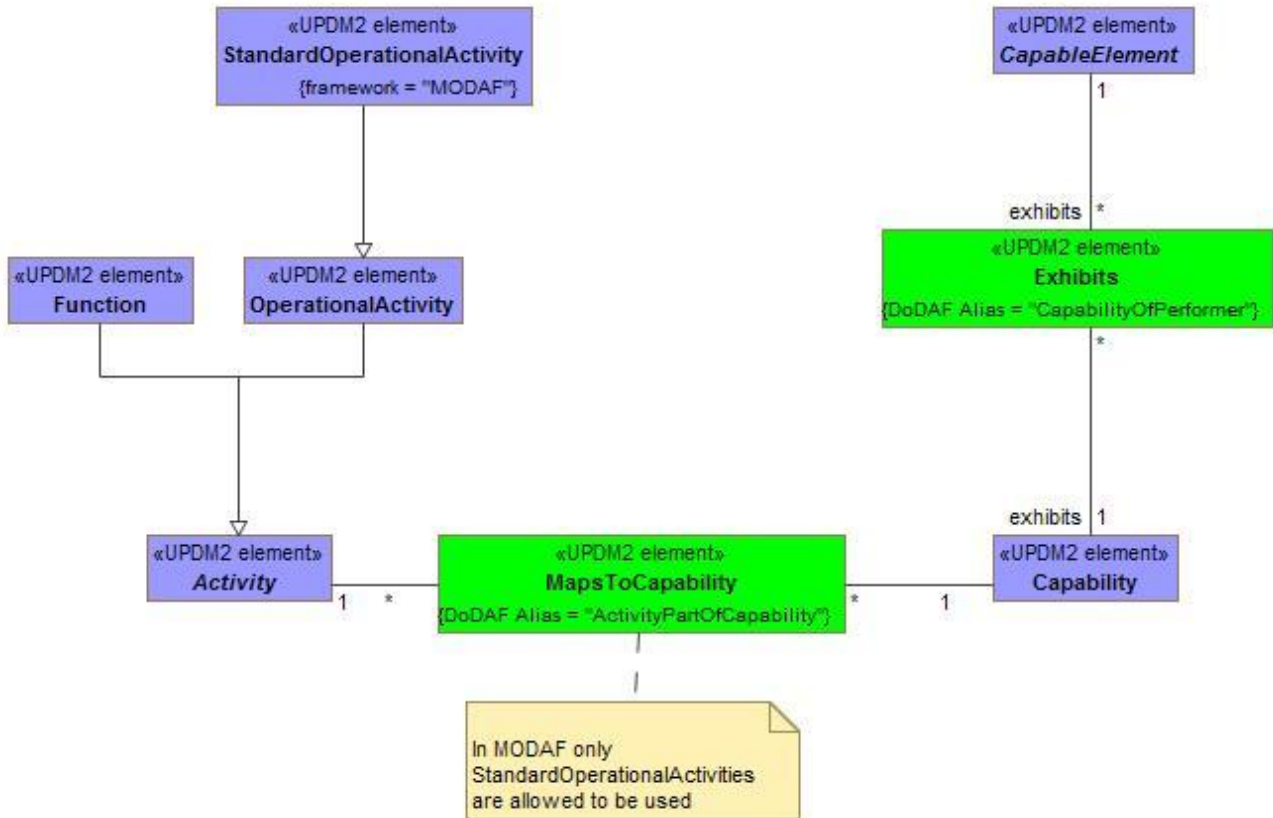 «UPDM2 element»
StandardOperationalActivity
{framework = "MODAF"}
«UPDM2 element»
CapableElement
1
exhibits *
«UPDM2 element»
Function
«UPDM2 element»
OperationalActivity
«UPDM2 element»
Exhibits
{DoDAF Alias = "CapabilityOfPerformer"}
*
exhibits 1
«UPDM2 element»
Activity
1 *
«UPDM2 element»
MapsToCapability
{DoDAF Alias = "ActivityPartOfCapability"}
* 1
«UPDM2 element»
Capability
In MODAF only
StandardOperationalActivities
are allowed to be used